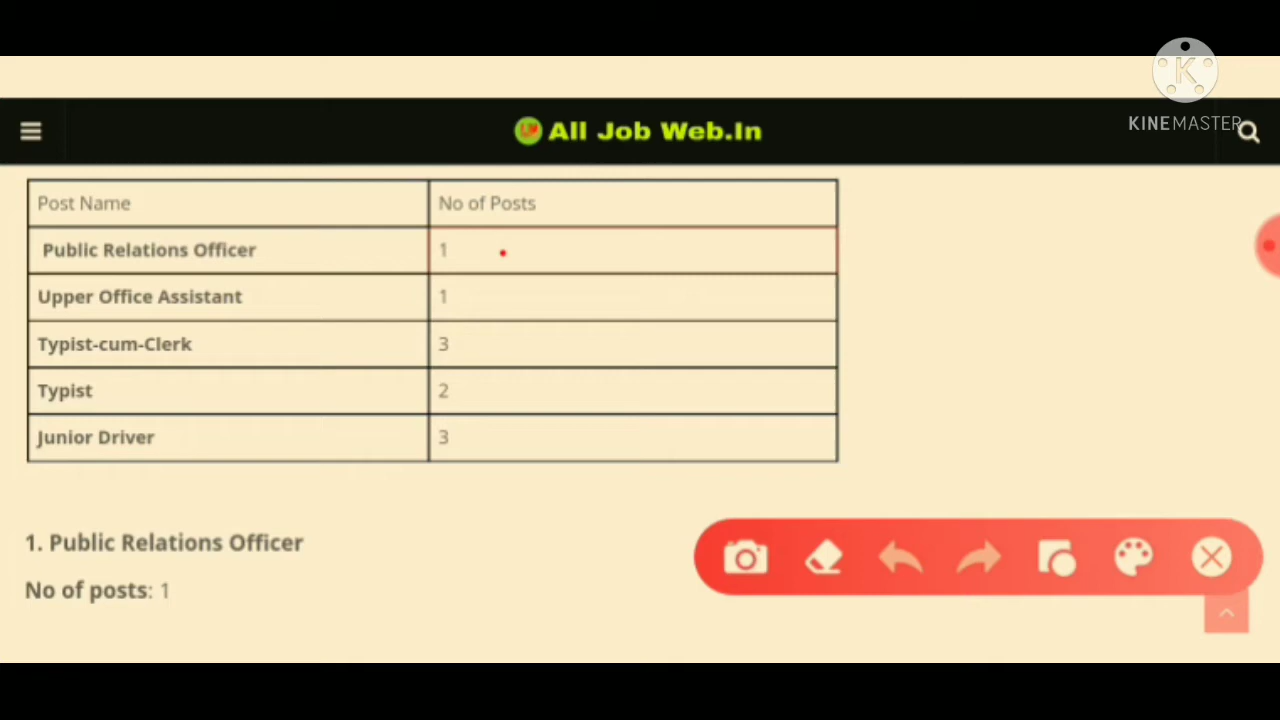 K
KINEMASTER
All Job Web.In
Post Name No of Posts
Public Relations Officer 1
Upper Office Assistant 1
Typist-cum-Clerk 3
Typist 2
Junior Driver 3
1. Public Relations Officer
No of posts: 1